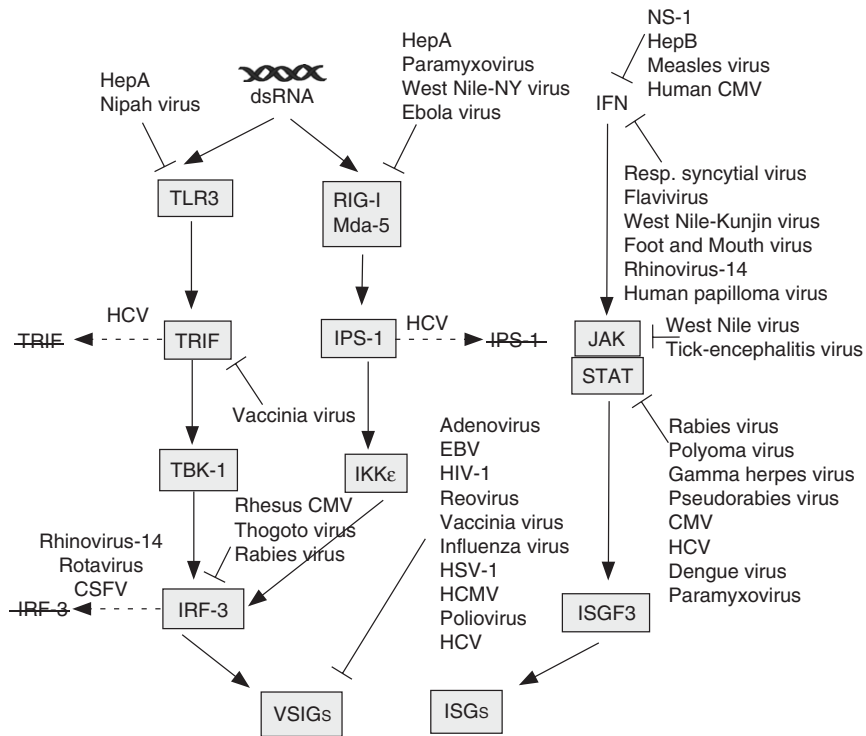 NS-1
HepB
Measles virus
Human CMV
HepA
Paramyxovirus
West Nile-NY virus
Ebola virus
HepA
Nipah virus
dsRNA
IFN
TLR3
RIG-I
Mda-5
Resp. syncytial virus
Flavivirus
West Nile-Kunjin virus
Foot and Mouth virus
Rhinovirus-14
Human papilloma virus
HCV
TRIF
TRIF
IPS-1
HCV
IPS-1
JAK
STAT
West Nile virus
Tick-encephalitis virus
Vaccinia virus
Adenovirus
EBV
HIV-1
Reovirus
Vaccinia virus
Influenza virus
HSV-1
HCMV
Poliovirus
HCV
Rabies virus
Polyoma virus
Gamma herpes virus
Pseudorabies virus
CMV
HCV
Dengue virus
Paramyxovirus
TBK-1
IKKε
Rhesus CMV
Thogoto virus
Rabies virus
Rhinovirus-14
Rotavirus
CSFV
IRF-3
IRF-3
ISGF3
VSIGs
ISGs